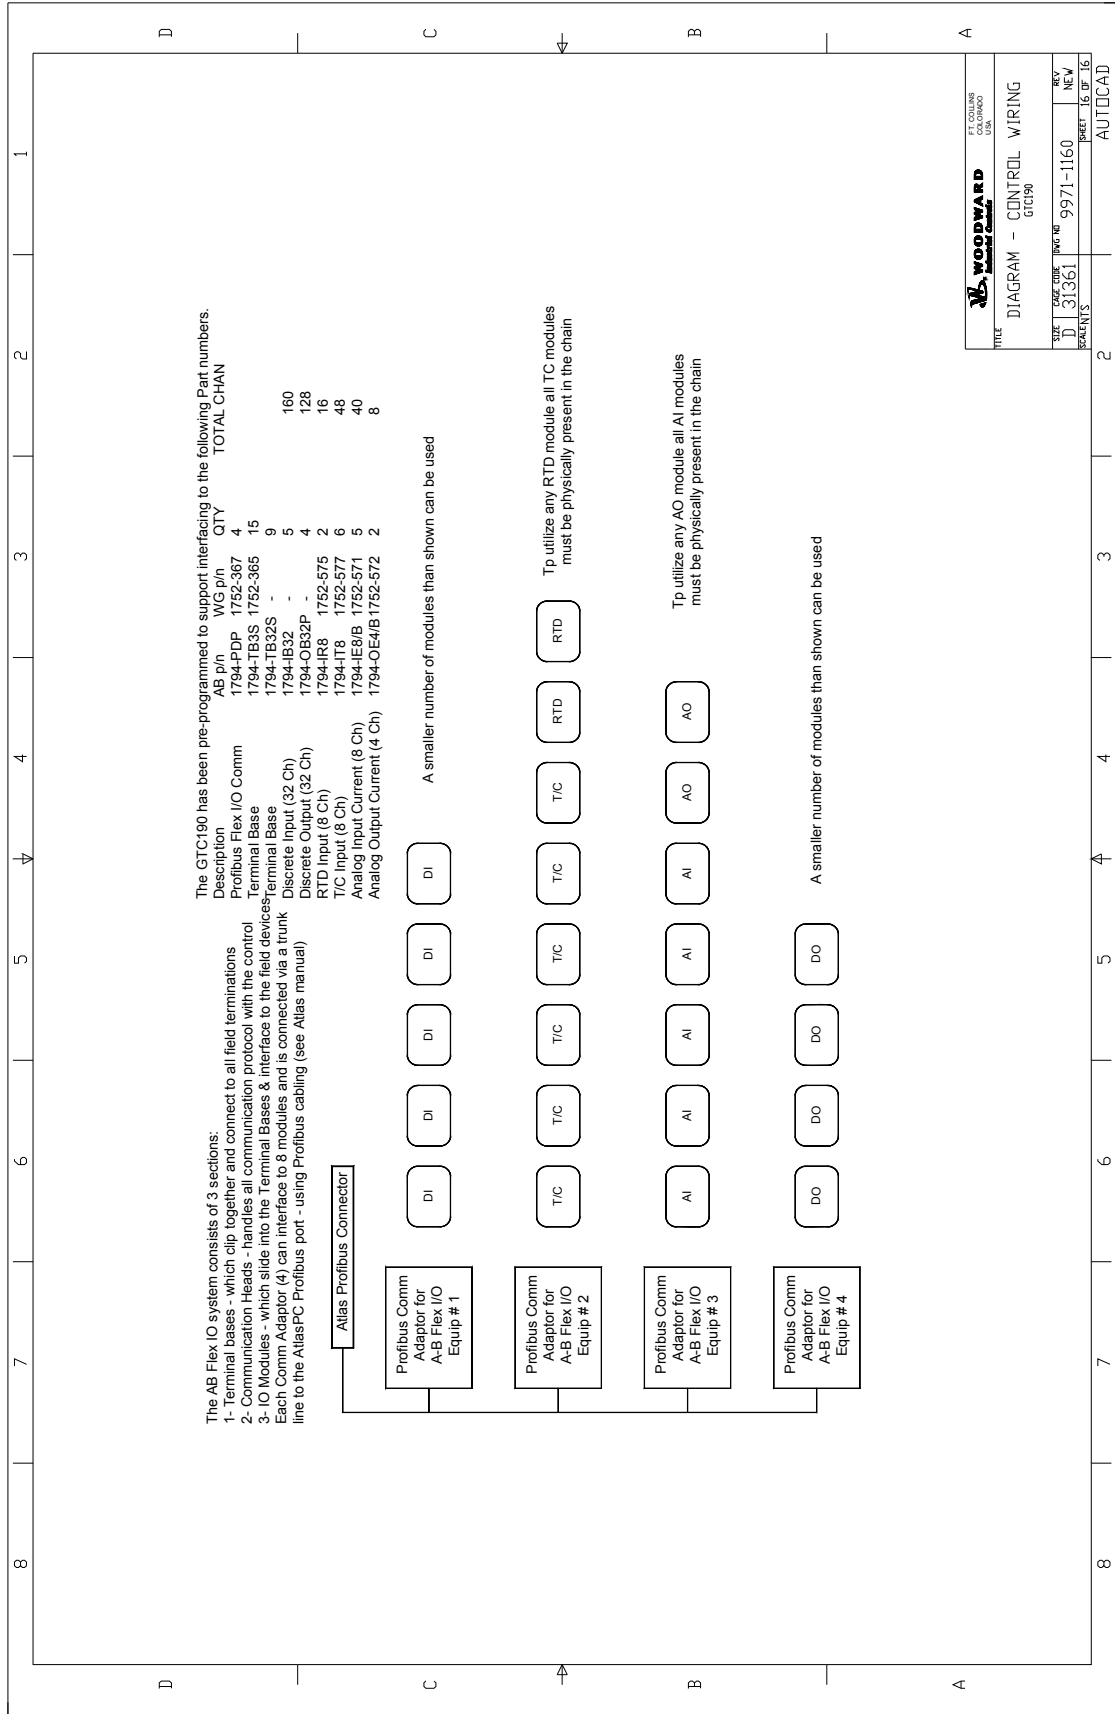 8 7 6 5 4 3 2 1
D
C
B
A
The AB Flex IO system consists of 3 sections:
1- Terminal bases - which clip together and connect to all field terminations
2- Communication Heads - handles all communication protocol with the control
3- IO Modules - which slide into the Terminal Bases & interface to the field devices
Each Comm Adaptor (4) can interface to 8 modules and is connected via a trunk
line to the AtlasPC Profibus port - using Profibus cabling (see Atlas manual)
The GTC190 has been pre-programmed to support interfacing to the following Part numbers.
Description AB p/n WG p/n QTY TOTAL CHAN
Profibus Flex I/O Comm 1794-PDP 1752-367 4
Terminal Base 1794-TB3S 1752-365 15
Terminal Base 1794-TB32S - 9
Discrete Input (32 Ch) 1794-IB32 - 5 160
Discrete Output (32 Ch) 1794-OB32P - 4 128
RTD Input (8 Ch) 1794-IR8 1752-575 2 16
T/C Input (8 Ch) 1794-IT8 1752-577 6 48
Analog Input Current (8 Ch) 1794-IE8/B 1752-571 5 40
Analog Output Current (4 Ch) 1794-OE4/B 1752-572 2 8
Atlas Profibus Connector
Profibus Comm
Adaptor for
A-B Flex I/O
Equip # 1
DI DI DI DI DI
A smaller number of modules than shown can be used
Profibus Comm
Adaptor for
A-B Flex I/O
Equip # 2
T/C T/C T/C T/C T/C T/C RTD RTD
Tp utilize any RTD module all TC modules
must be physically present in the chain
Profibus Comm
Adaptor for
A-B Flex I/O
Equip # 3
AI AI AI AI AI AO AO
Tp utilize any AO module all AI modules
must be physically present in the chain
Profibus Comm
Adaptor for
A-B Flex I/O
Equip # 4
DO DO DO DO
A smaller number of modules than shown can be used
D
C
B
A
WOODWARD
Industrial Controls
FT. COLLINS
COLORADO
USA
TITLE
DIAGRAM - CONTROL WIRING
GTC190
SIZE D
CAGE CODE 31361
DWG NO 9971-1160
REV NEW
SCALE NTS
SHEET 16 OF 16
8 7 6 5 4 3 2
AUTOCAD